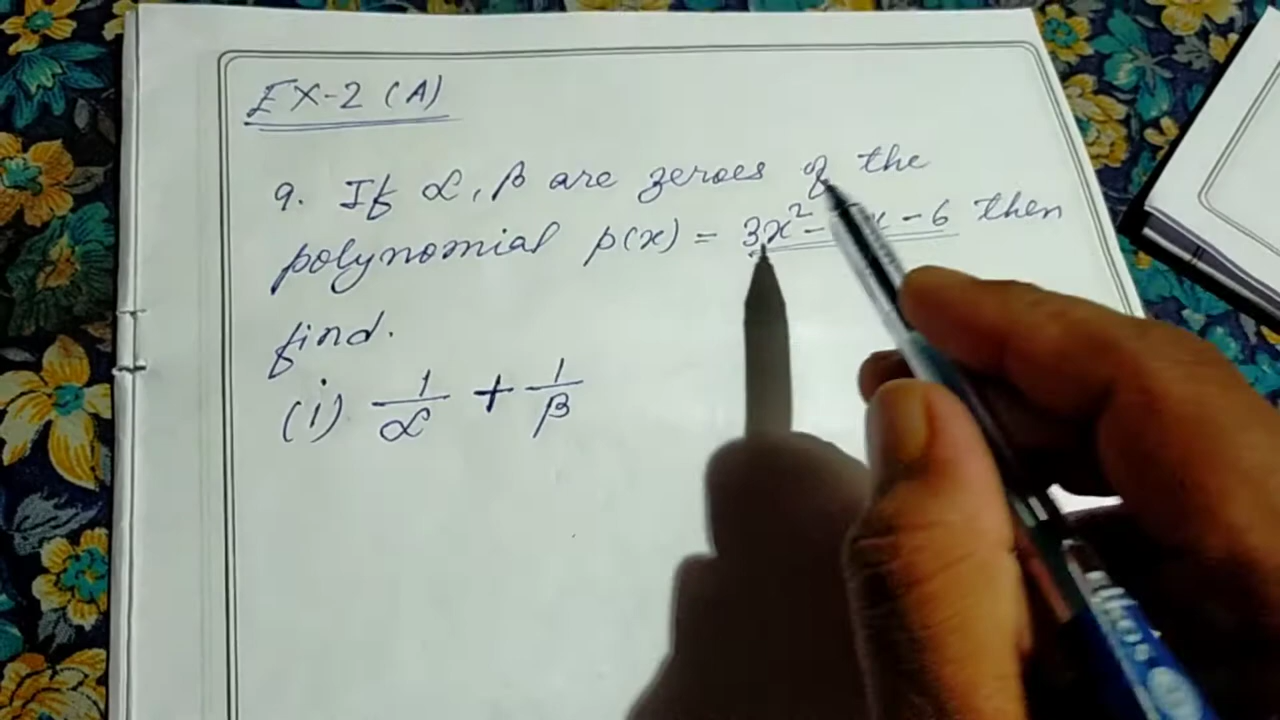 EX-2 (A)
9. If α, β are zeroes of the
polynomial p(x) = 3x² - x - 6 then
find.
(i) 1/α + 1/β